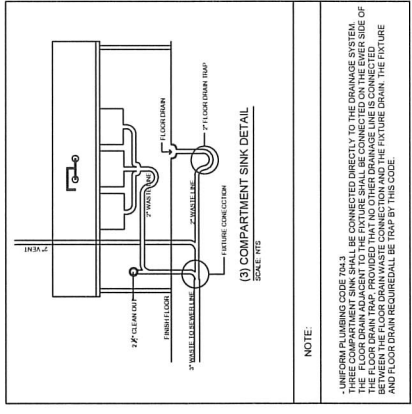 2" VENT
2 ½" CLEAN OUT
FINISH FLOOR
3" WASTE TO SEWER LINE
2" WASTE LINE
2" WASTE LINE
FLOOR DRAIN
2" FLOOR DRAIN TRAP
FIXTURE CONECCTION
(3) COMPARTMENT SINK DETAIL
SCALE: NTS
NOTE:
- UNIFORM PLUMBING CODE 704.3
THREE COMPARTMENT SINK SHALL BE CONNECTED DIRECTLY TO THE DRAINAGE SYSTEM.
THE FLOOR DRAIN ADJACENT TO THE FIXTURE SHALL BE CONNECTED ON THE EWER SIDE OF
THE FLOOR DRAIN TRAP, PROVIDED THAT NO OTHER DRAINAGE LINE IS CONNECTED
BETWEEN THE FLOOR DRAIN WASTE CONNECTION AND THE FIXTURE DRAIN. THE FIXTURE
AND FLOOR DRAIN REQUIREDALL BE TRAP BY THIS CODE.